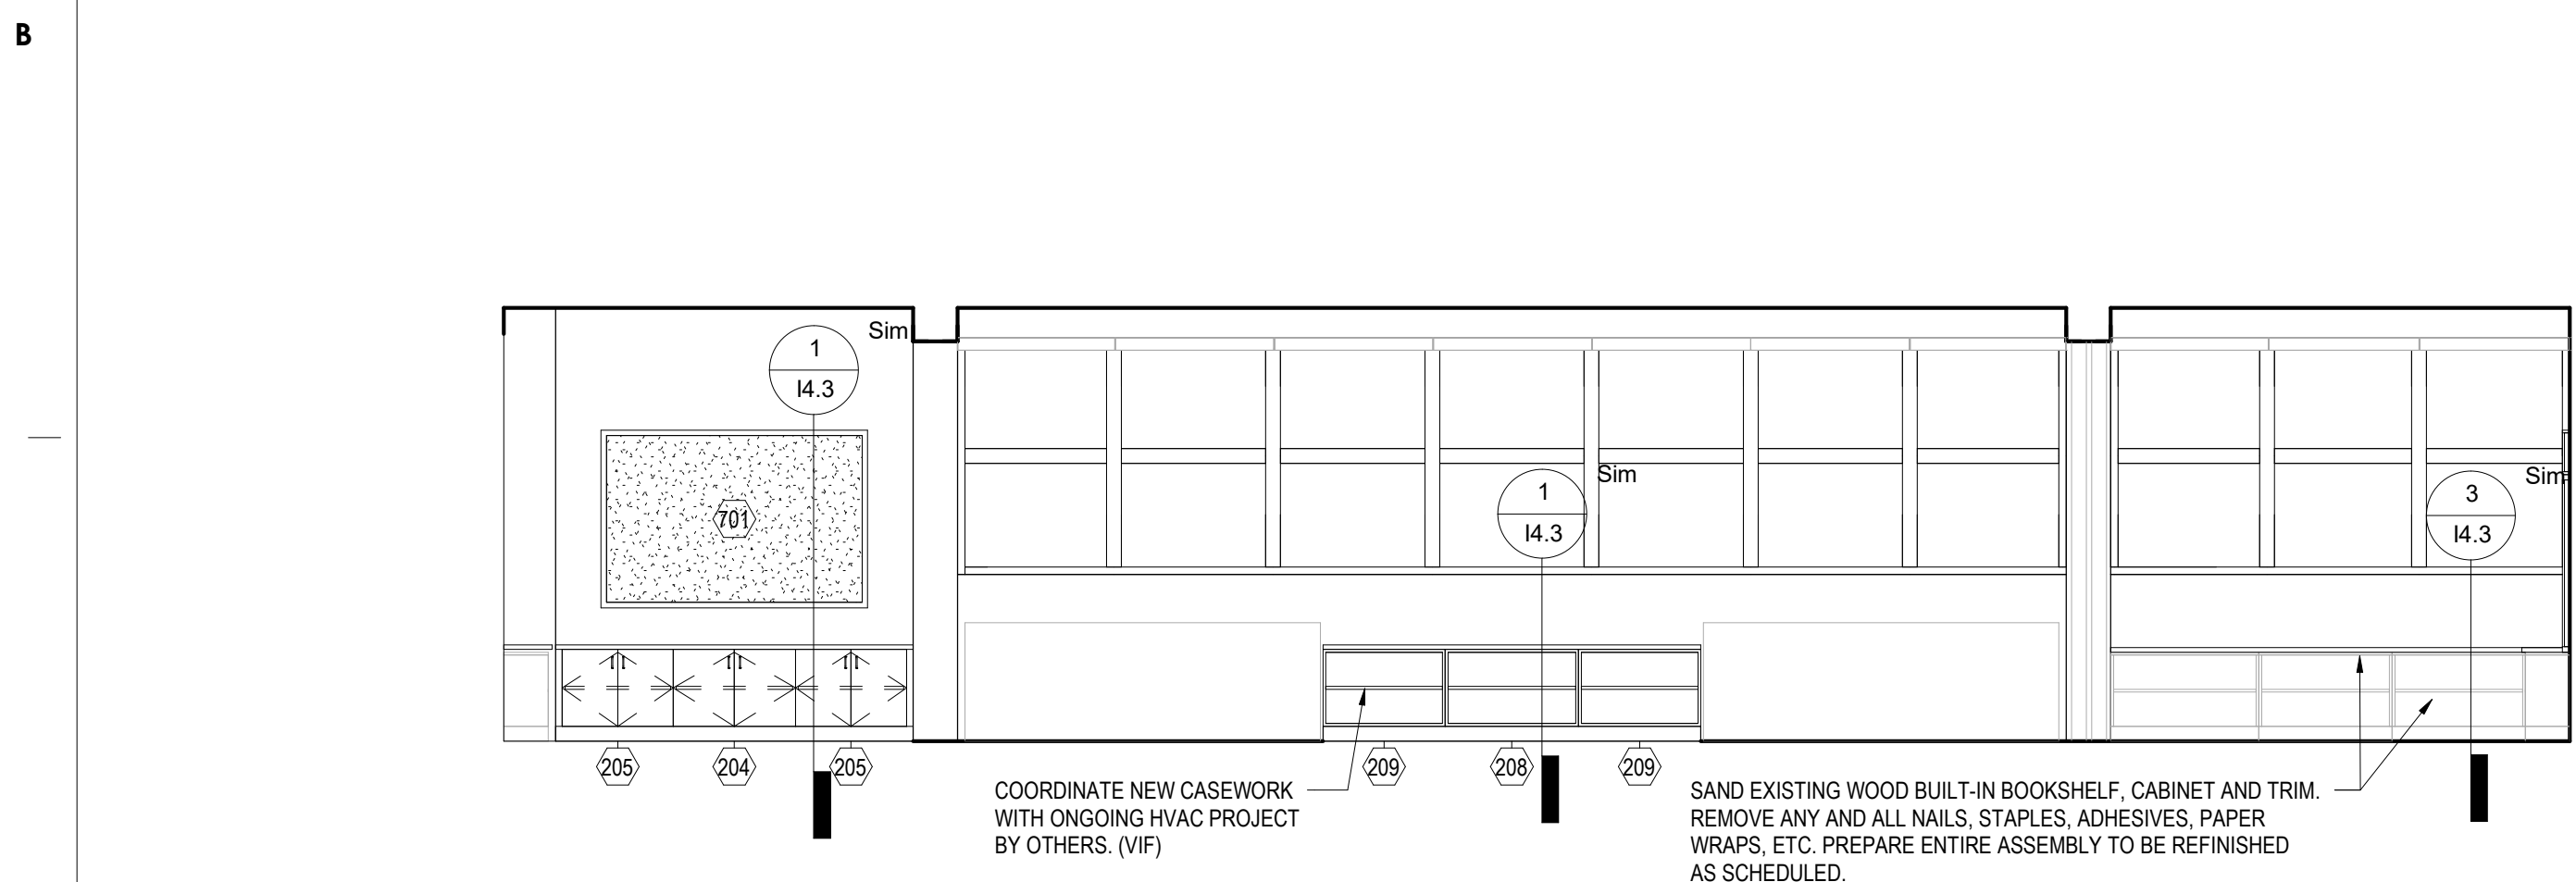 B
Sim
1
I4.3
701
Sim
1
I4.3
Sim
3
I4.3
205
204
205
209
208
209
COORDINATE NEW CASEWORK
WITH ONGOING HVAC PROJECT
BY OTHERS. (VIF)
SAND EXISTING WOOD BUILT-IN BOOKSHELF, CABINET AND TRIM.
REMOVE ANY AND ALL NAILS, STAPLES, ADHESIVES, PAPER
WRAPS, ETC. PREPARE ENTIRE ASSEMBLY TO BE REFINISHED
AS SCHEDULED.